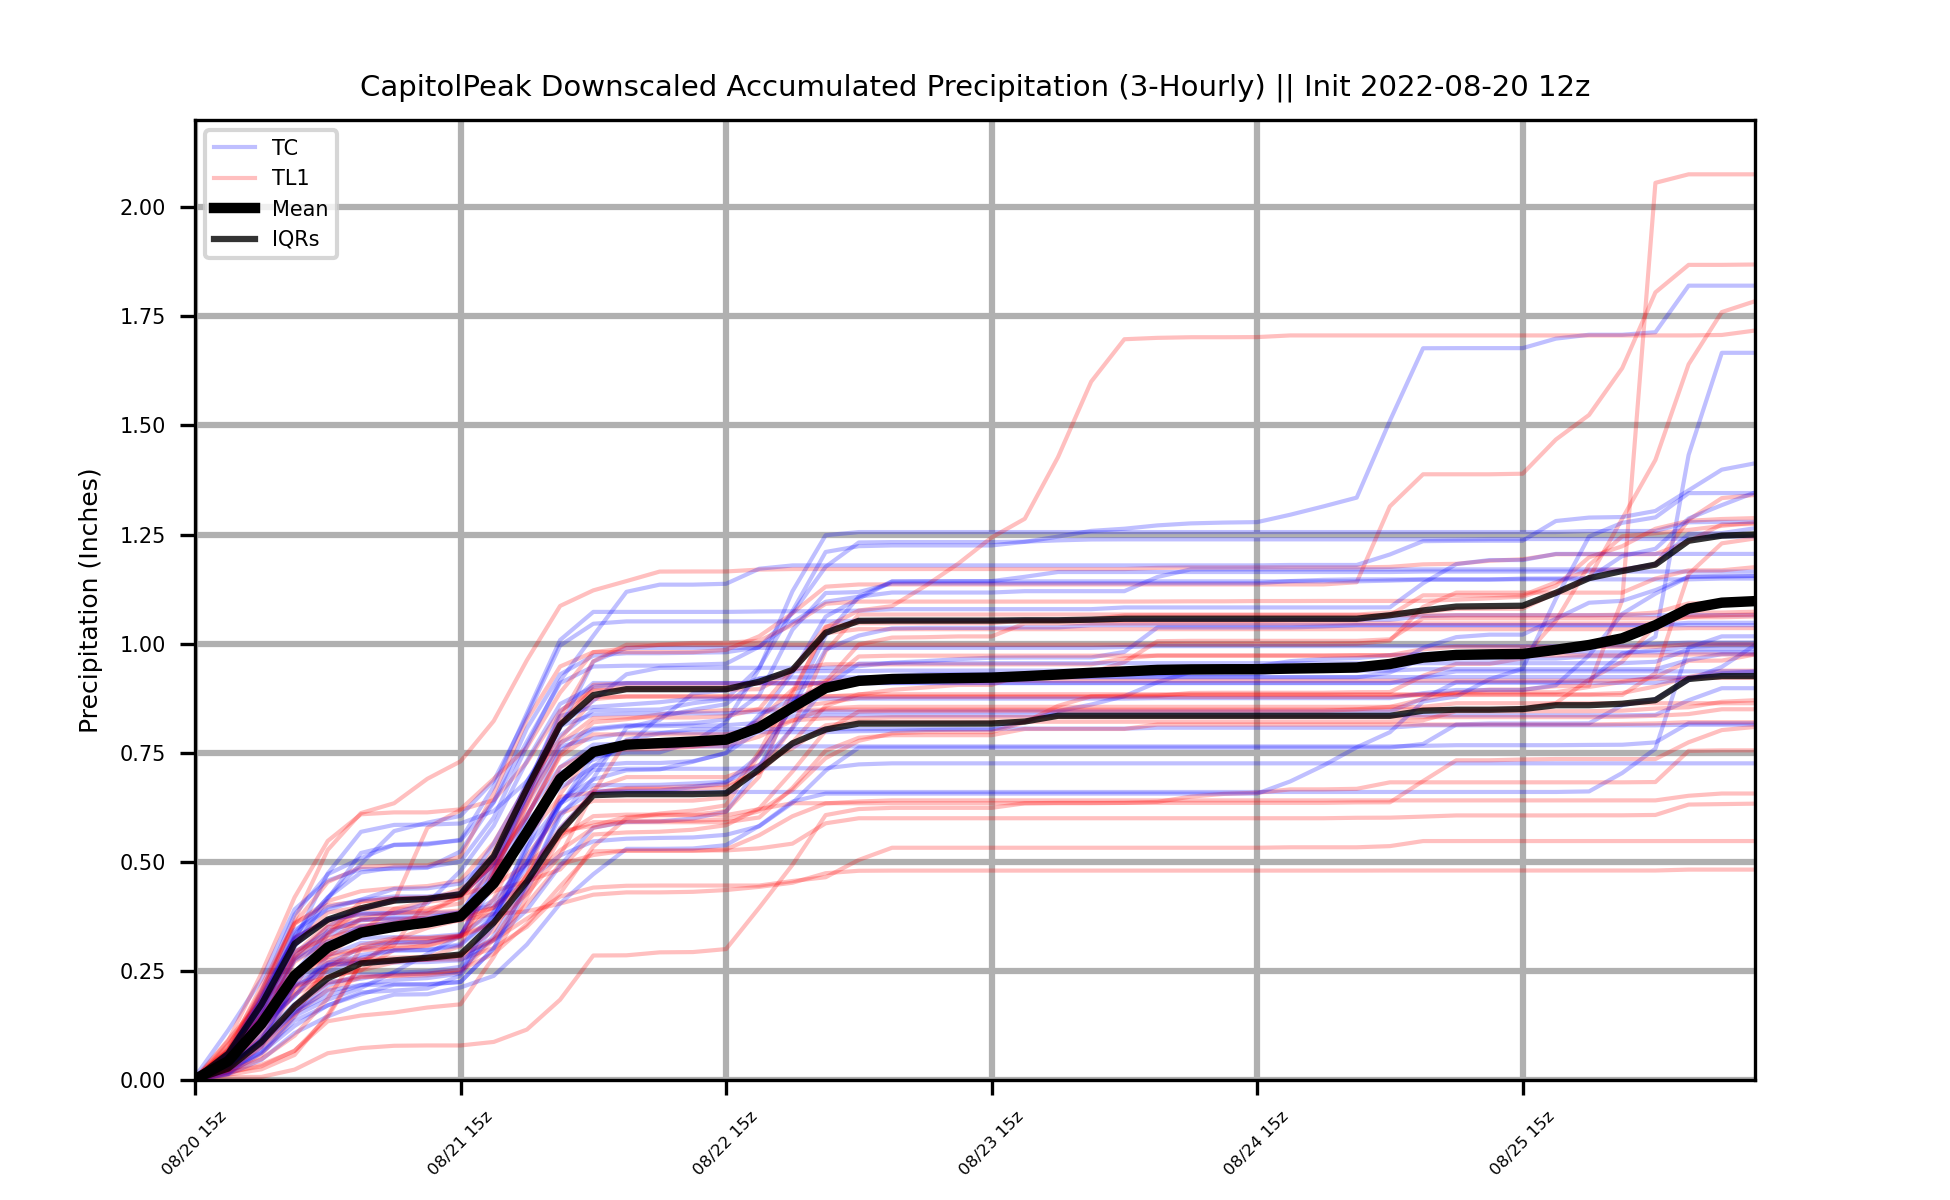 CapitolPeak Downscaled Accumulated Precipitation (3-Hourly) || Init 2022-08-20 12z
TC
TL1
Mean
IQRs
Precipitation (Inches)
2.00
1.75
1.50
1.25
1.00
0.75
0.50
0.25
0.00
08/20 15z
08/21 15z
08/22 15z
08/23 15z
08/24 15z
08/25 15z